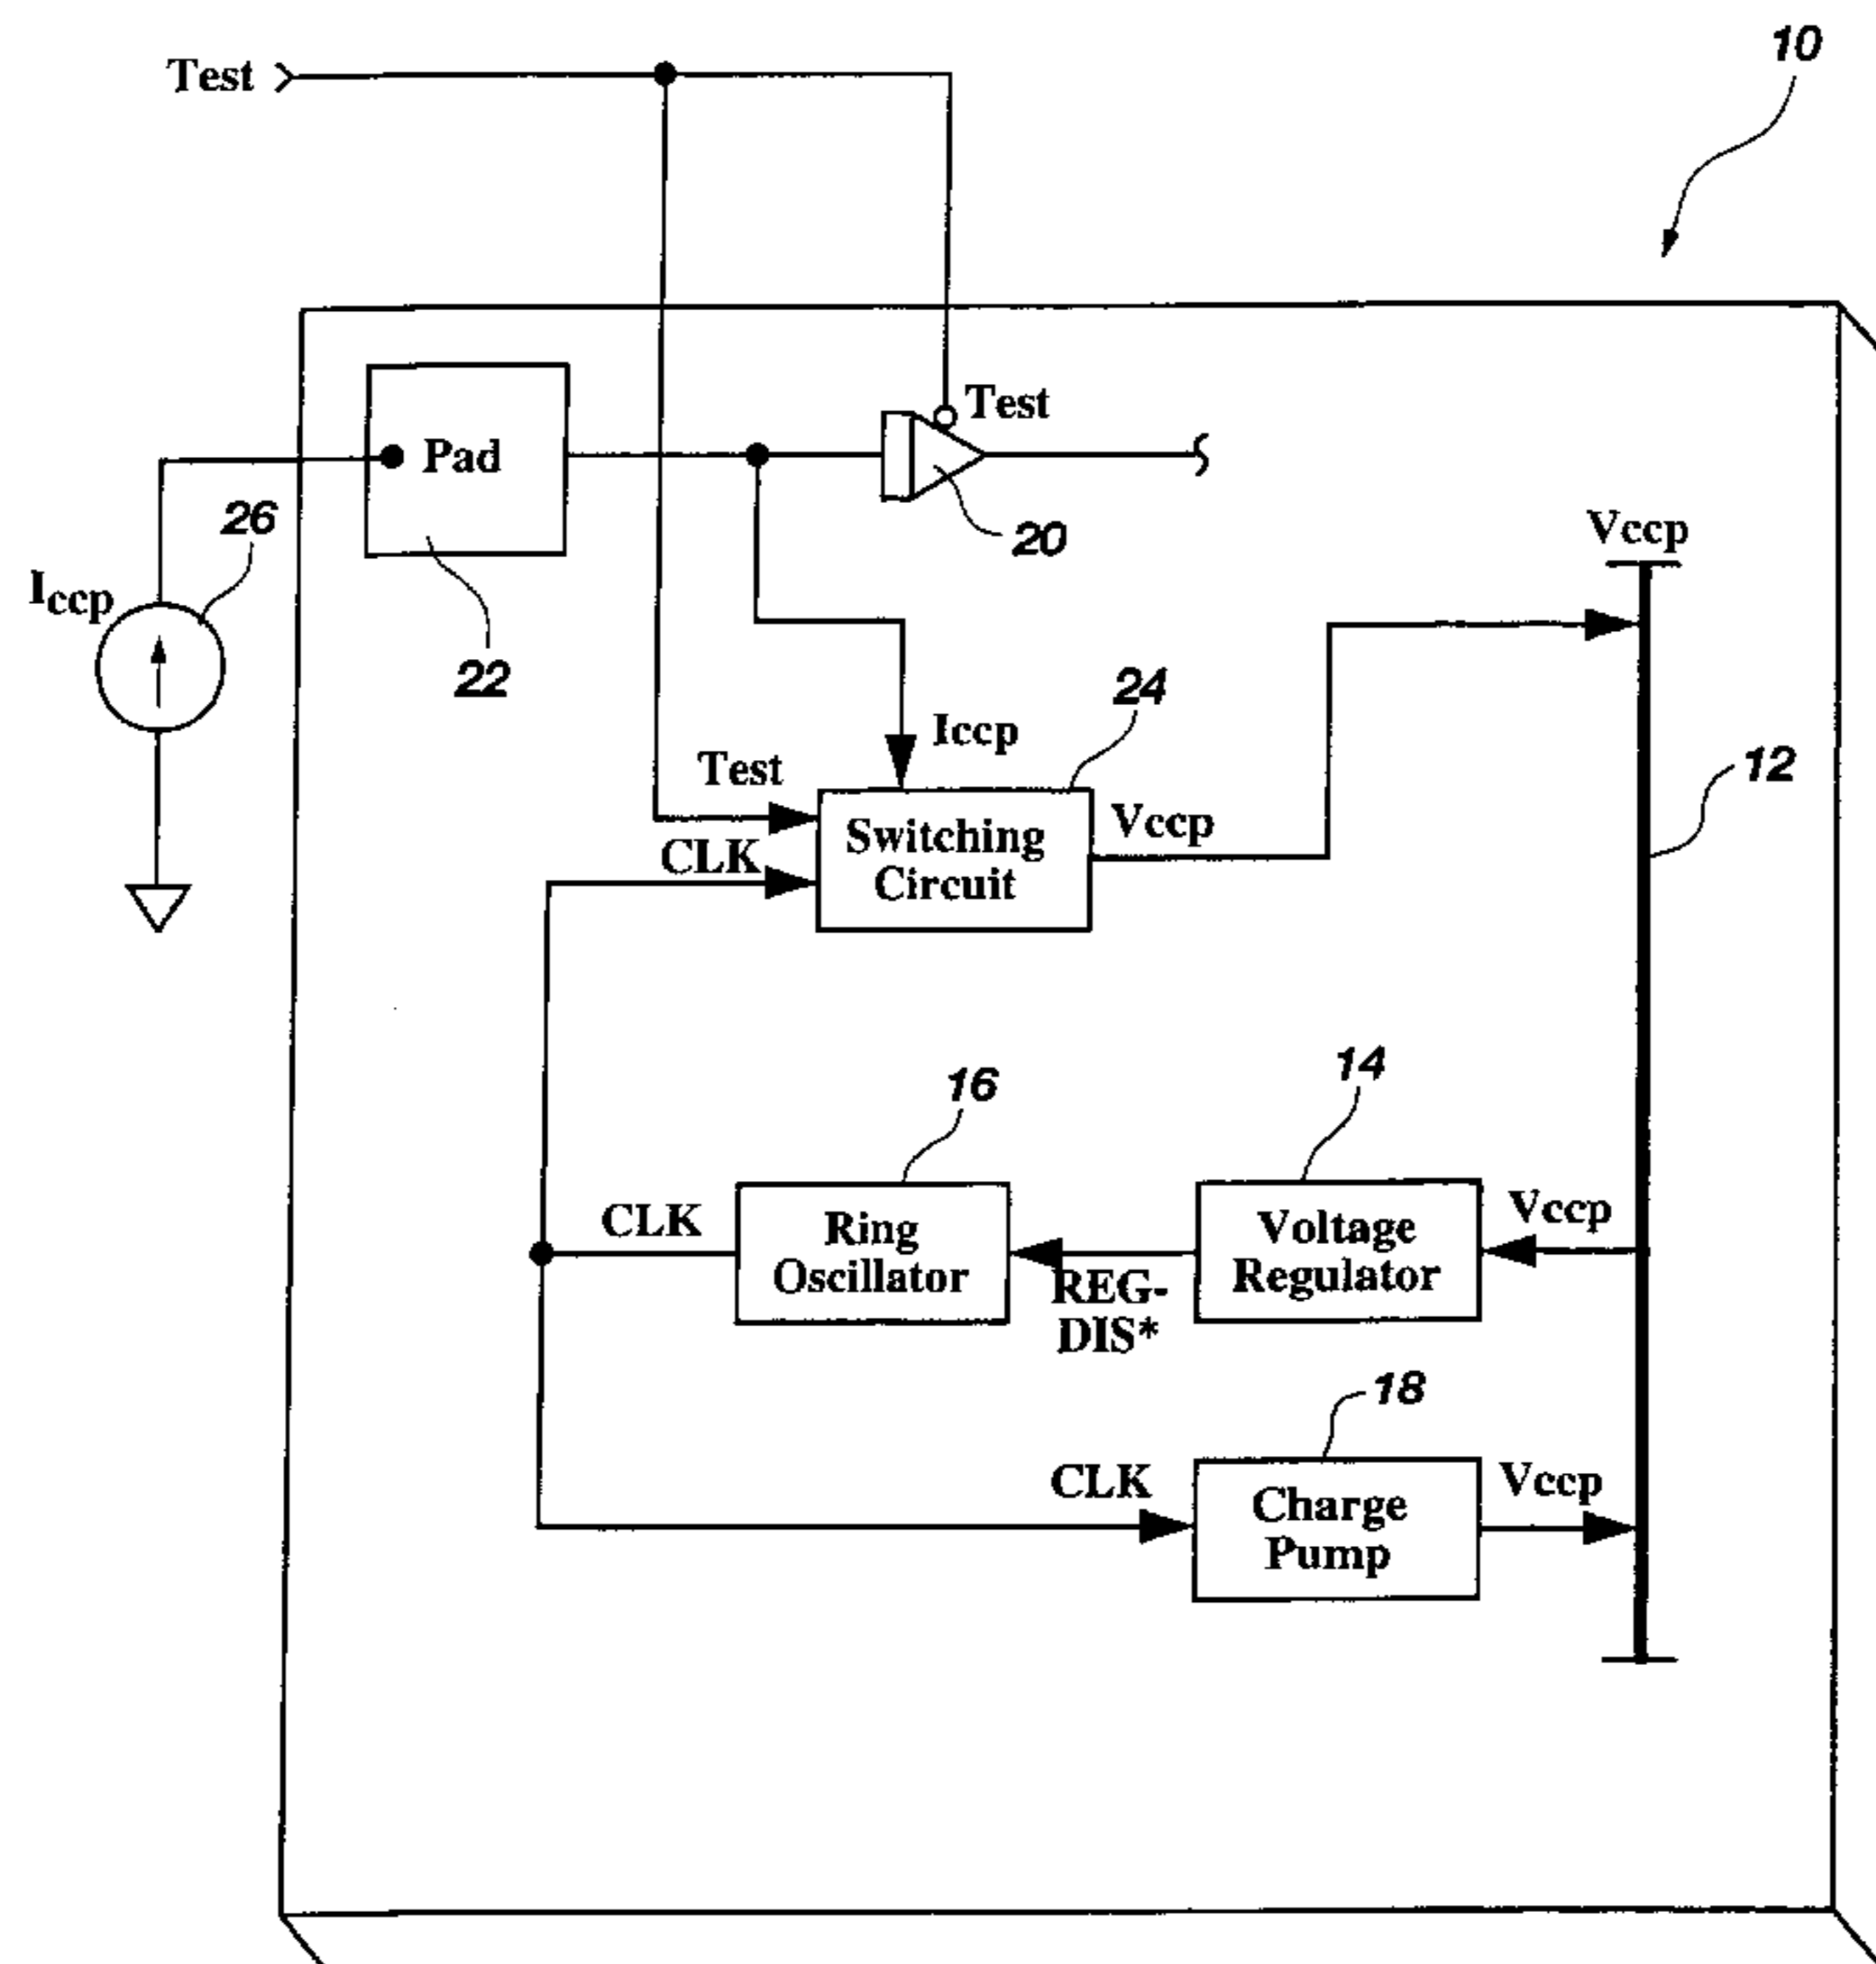 10
Test
Test
Pad
26
20
Vccp
Iccp
22
24
Iccp
12
Test
Vccp
CLK
Switching
Circuit
14
16
CLK
Ring
Oscillator
Voltage
Regulator
Vccp
REG-
DIS*
18
CLK
Charge
Pump
Vccp